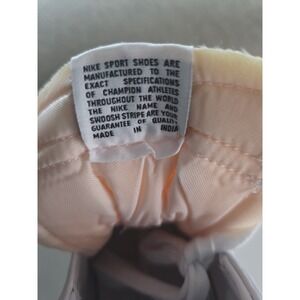 NIKE SPORT SHOES ARE
MANUFACTURED TO THE
EXACT SPECIFICATIONS
OF CHAMPION ATHLETES
THROUGHOUT THE WORLD
THE NIKE NAME AND
SWOOSH STRIPE ARE YOUR
GUARANTEE OF QUALITY
MADE IN INDIA